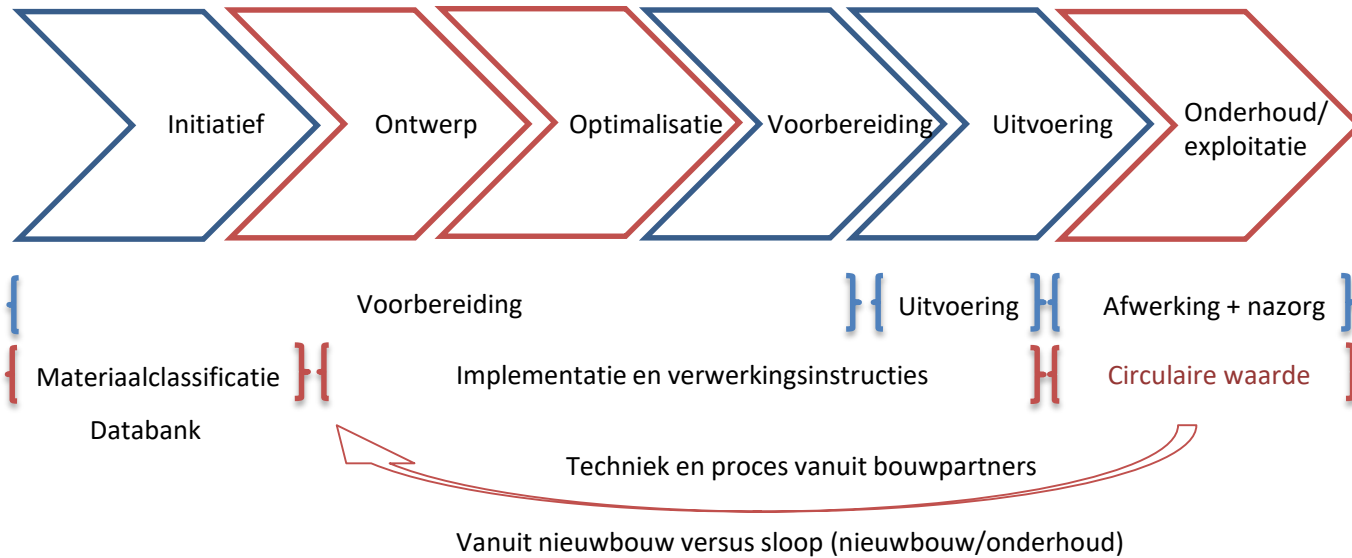 Initiatief
Ontwerp
Optimalisatie
Voorbereiding
Uitvoering
Onderhoud/
exploitatie
Voorbereiding
Uitvoering
Afwerking + nazorg
Materiaalclassificatie
Implementatie en verwerkingsinstructies
Circulaire waarde
Databank
Techniek en proces vanuit bouwpartners
Vanuit nieuwbouw versus sloop (nieuwbouw/onderhoud)